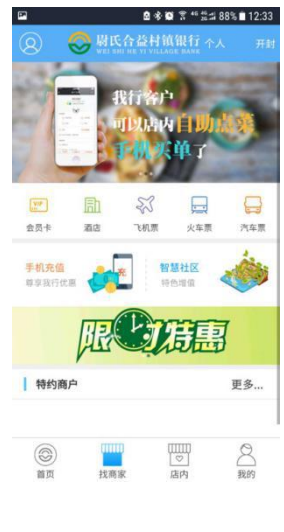 88% 12:33
尉氏合益村镇银行 个人 开封
WEI SHI HE YI VILLAGE BANK
我行客户
可以店内自助点菜
手机买单了
VIP
会员卡 酒店 飞机票 火车票 汽车票
手机充值 智慧社区
尊享我行优惠 特色增值
充
限时特惠
特约商户 更多...
首页 找商家 店内 我的